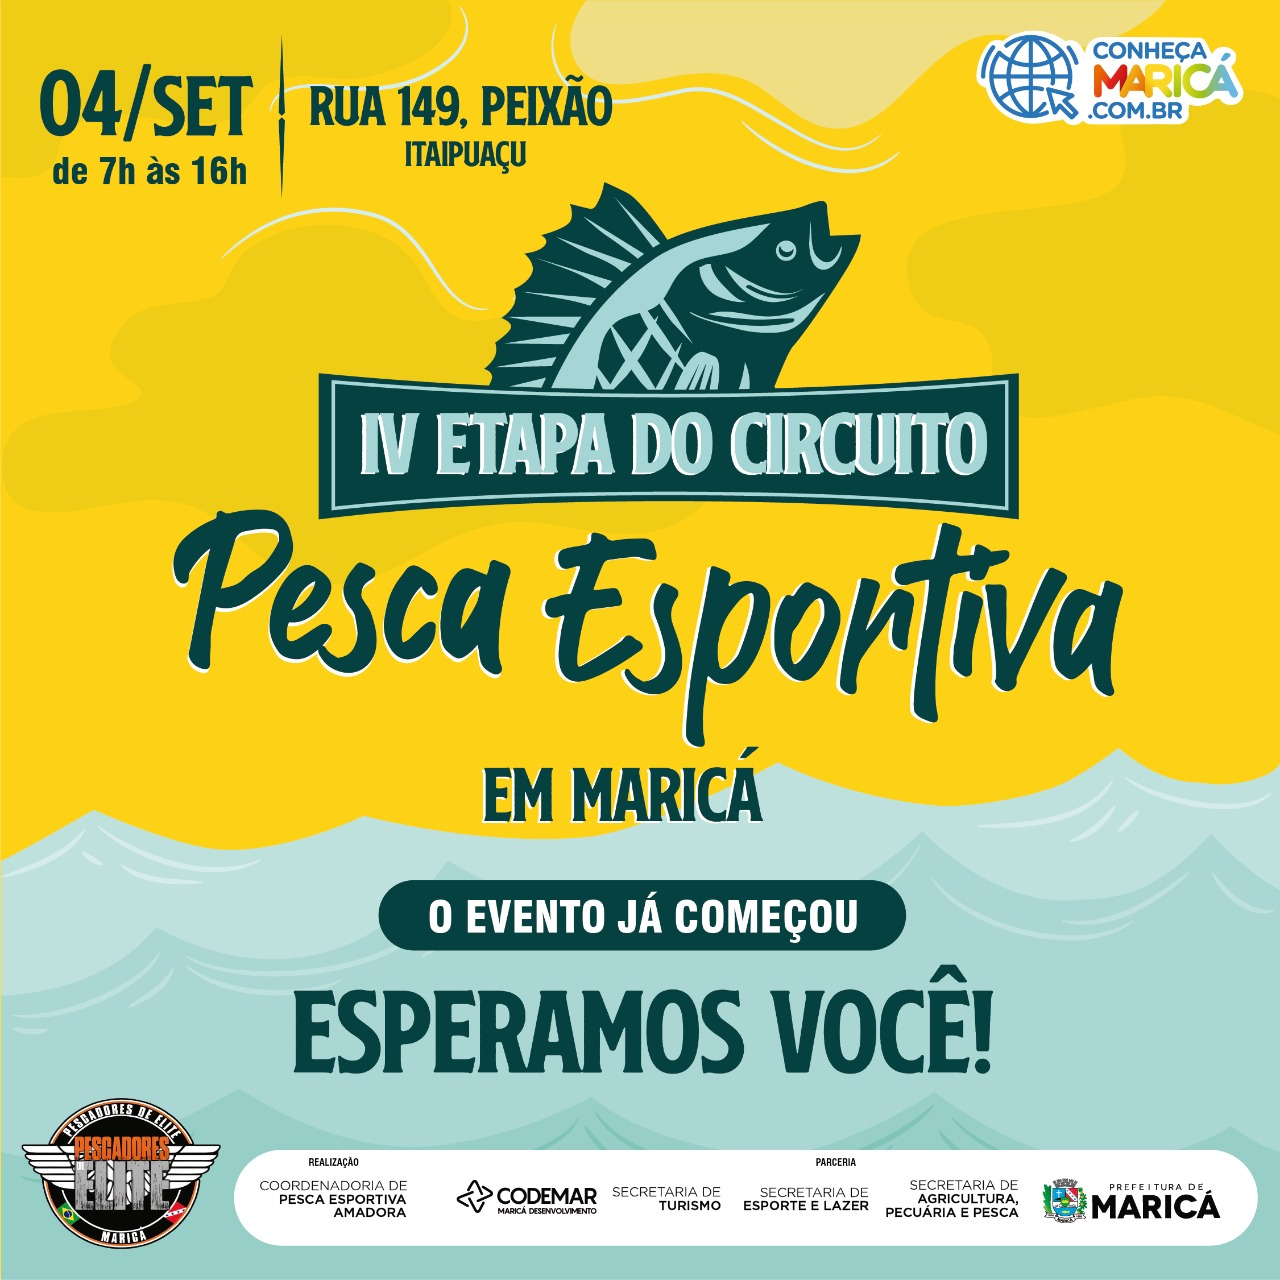 04/SET
de 7h às 16h
RUA 149, PEIXÃO
ITAIPUAÇU
CONHEÇA
MARICÁ
.COM.BR
IV ETAPA DO CIRCUITO
Pesca Esportiva
EM MARICÁ
O EVENTO JÁ COMEÇOU
ESPERAMOS VOCÊ!
PESCADORES DE ELITE
PESCADORES
DE
ELITE
MARICÁ
REALIZAÇÃO
COORDENADORIA DE
PESCA ESPORTIVA
AMADORA
CODEMAR
MARICÁ DESENVOLVIMENTO
PARCERIA
SECRETARIA DE
TURISMO
SECRETARIA DE
ESPORTE E LAZER
SECRETARIA DE
AGRICULTURA,
PECUÁRIA E PESCA
PREFEITURA DE
MARICÁ